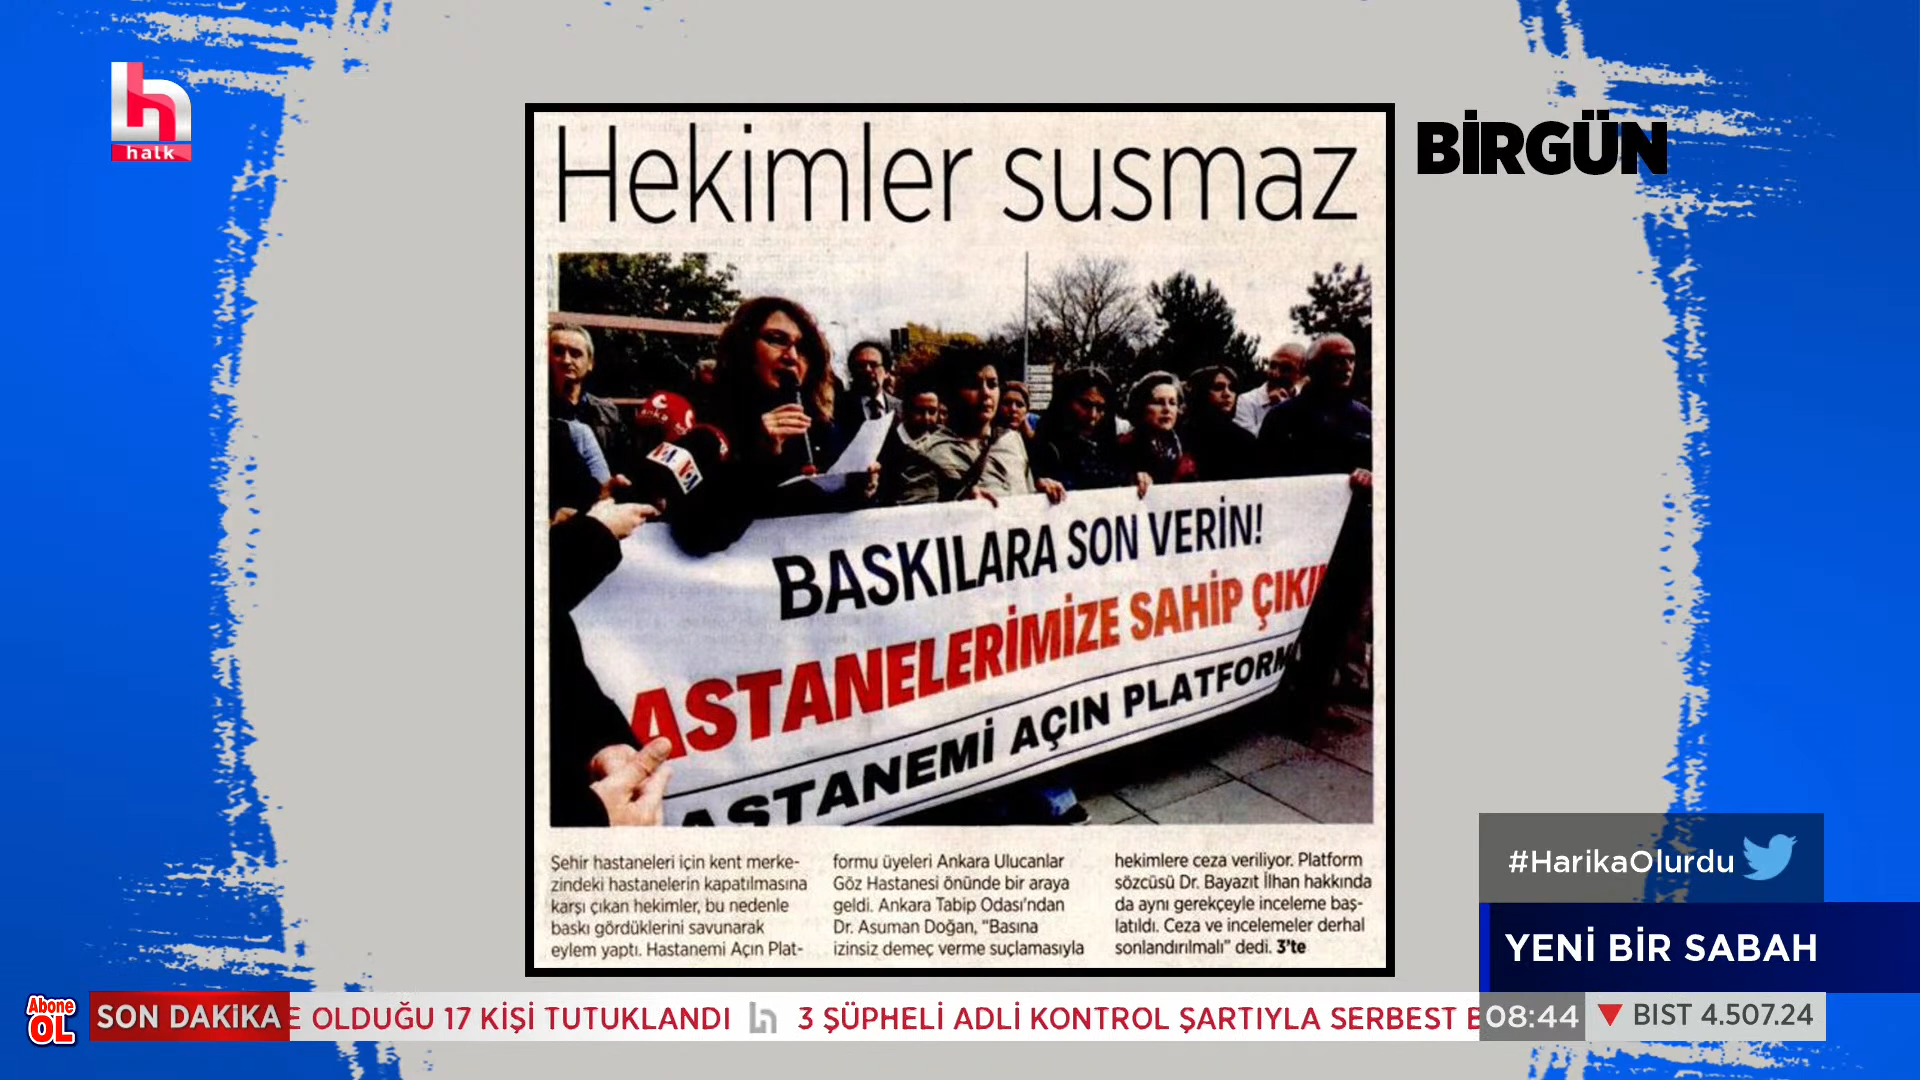 halk
BİRGÜN
Hekimler susmaz
BASKILARA SON VERİN!
ASTANELERİMİZE SAHİP ÇIKI
ASTANEMİ AÇIN PLATFORM
Şehir hastaneleri için kent merke-
zindeki hastanelerin kapatılmasına
karşı çıkan hekimler, bu nedenle
baskı gördüklerini savunarak
eylem yaptı. Hastanemi Açın Plat-
formu üyeleri Ankara Ulucanlar
Göz Hastanesi önünde bir araya
geldi. Ankara Tabip Odası'ndan
Dr. Asuman Doğan, “Basına
izinsiz demeç verme suçlamasıyla
hekimlere ceza veriliyor. Platform
sözcüsü Dr. Bayazıt İlhan hakkında
da aynı gerekçeyle inceleme baş-
latıldı. Ceza ve incelemeler derhal
sonlandırılmalı” dedi. 3'te
#HarikaOlurdu
YENİ BİR SABAH
Abone
OL
SON DAKİKA
E OLDUĞU 17 KİŞİ TUTUKLANDI h 3 ŞÜPHELİ ADLİ KONTROL ŞARTIYLA SERBEST B
08:44
BIST 4.507.24